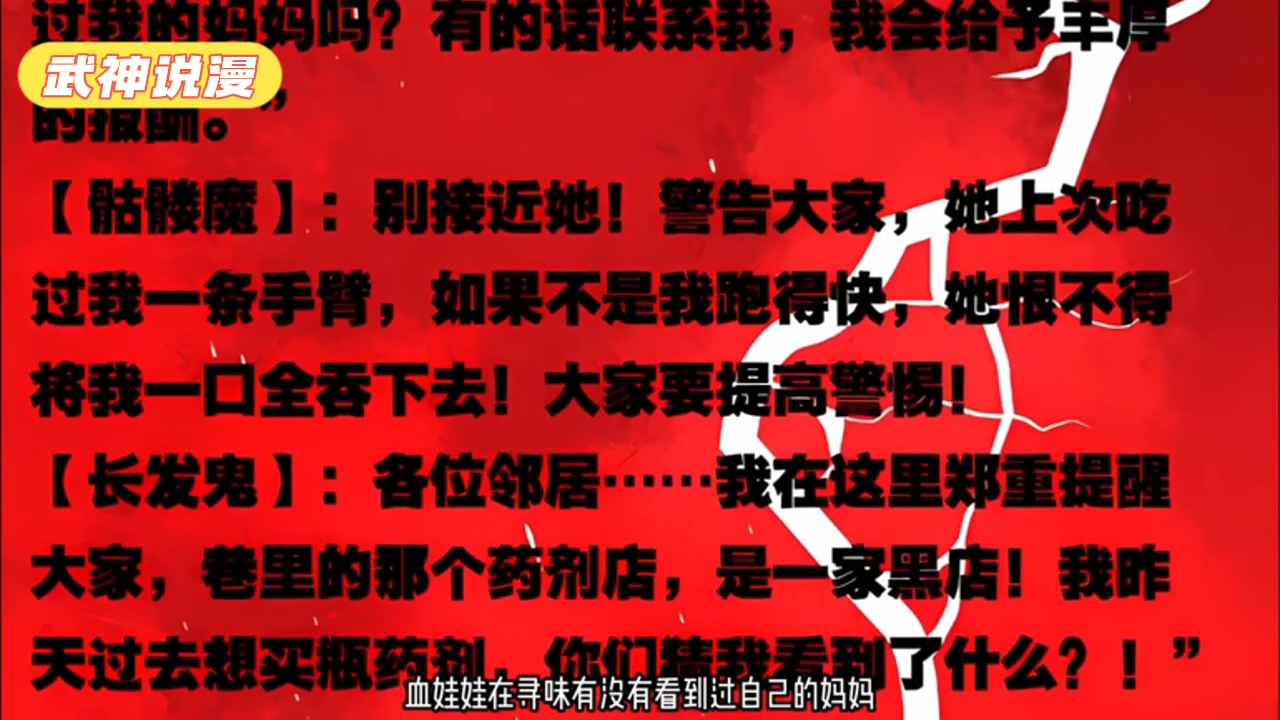 过我的妈妈吗？有的话联系我，我会给予丰厚
武神说漫
的报酬。”
【骷髅魔】：别接近她！警告大家，她上次吃
过我一条手臂，如果不是我跑得快，她恨不得
将我一口全吞下去！大家要提高警惕！
【长发鬼】：各位邻居……我在这里郑重提醒
大家，巷里的那个药剂店，是一家黑店！我昨
天过去想买瓶药剂，你们猜我看到了什么？！”
血娃娃在寻味有没有看到过自己的妈妈